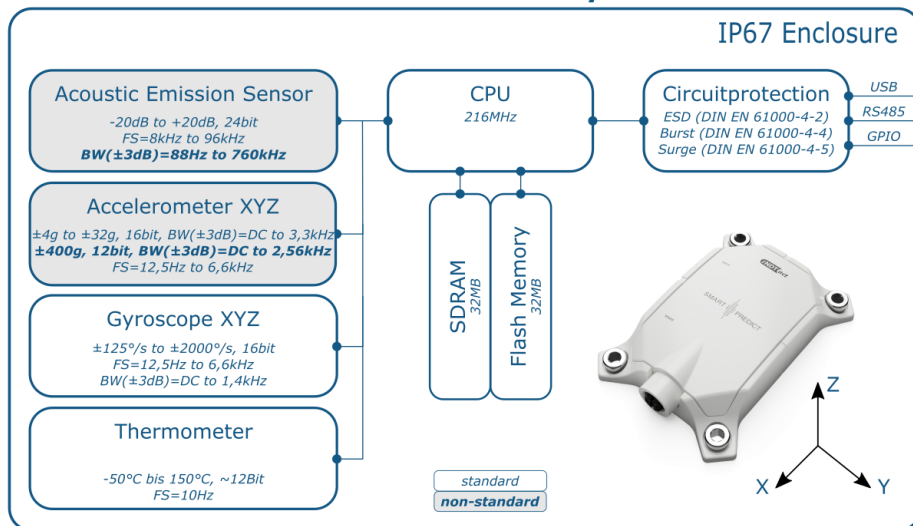 IP67 Enclosure
Acoustic Emission Sensor
-20dB to +20dB, 24bit
FS=8kHz to 96kHz
BW(±3dB)=88Hz to 760kHz
Accelerometer XYZ
±4g to ±32g, 16bit, BW(±3dB)=DC to 3,3kHz
±400g, 12bit, BW(±3dB)=DC to 2,56kHz
FS=12,5Hz to 6,6kHz
Gyroscope XYZ
±125°/s to ±2000°/s, 16bit
FS=12,5Hz to 6,6kHz
BW(±3dB)=DC to 1,4kHz
Thermometer
-50°C bis 150°C, ~12Bit
FS=10Hz
CPU
216MHz
SDRAM
32MB
Flash Memory
32MB
standard
non-standard
Circuitprotection
ESD (DIN EN 61000-4-2)
Burst (DIN EN 61000-4-4)
Surge (DIN EN 61000-4-5)
USB
RS485
GPIO
SMART PREDICT
Z
X
Y